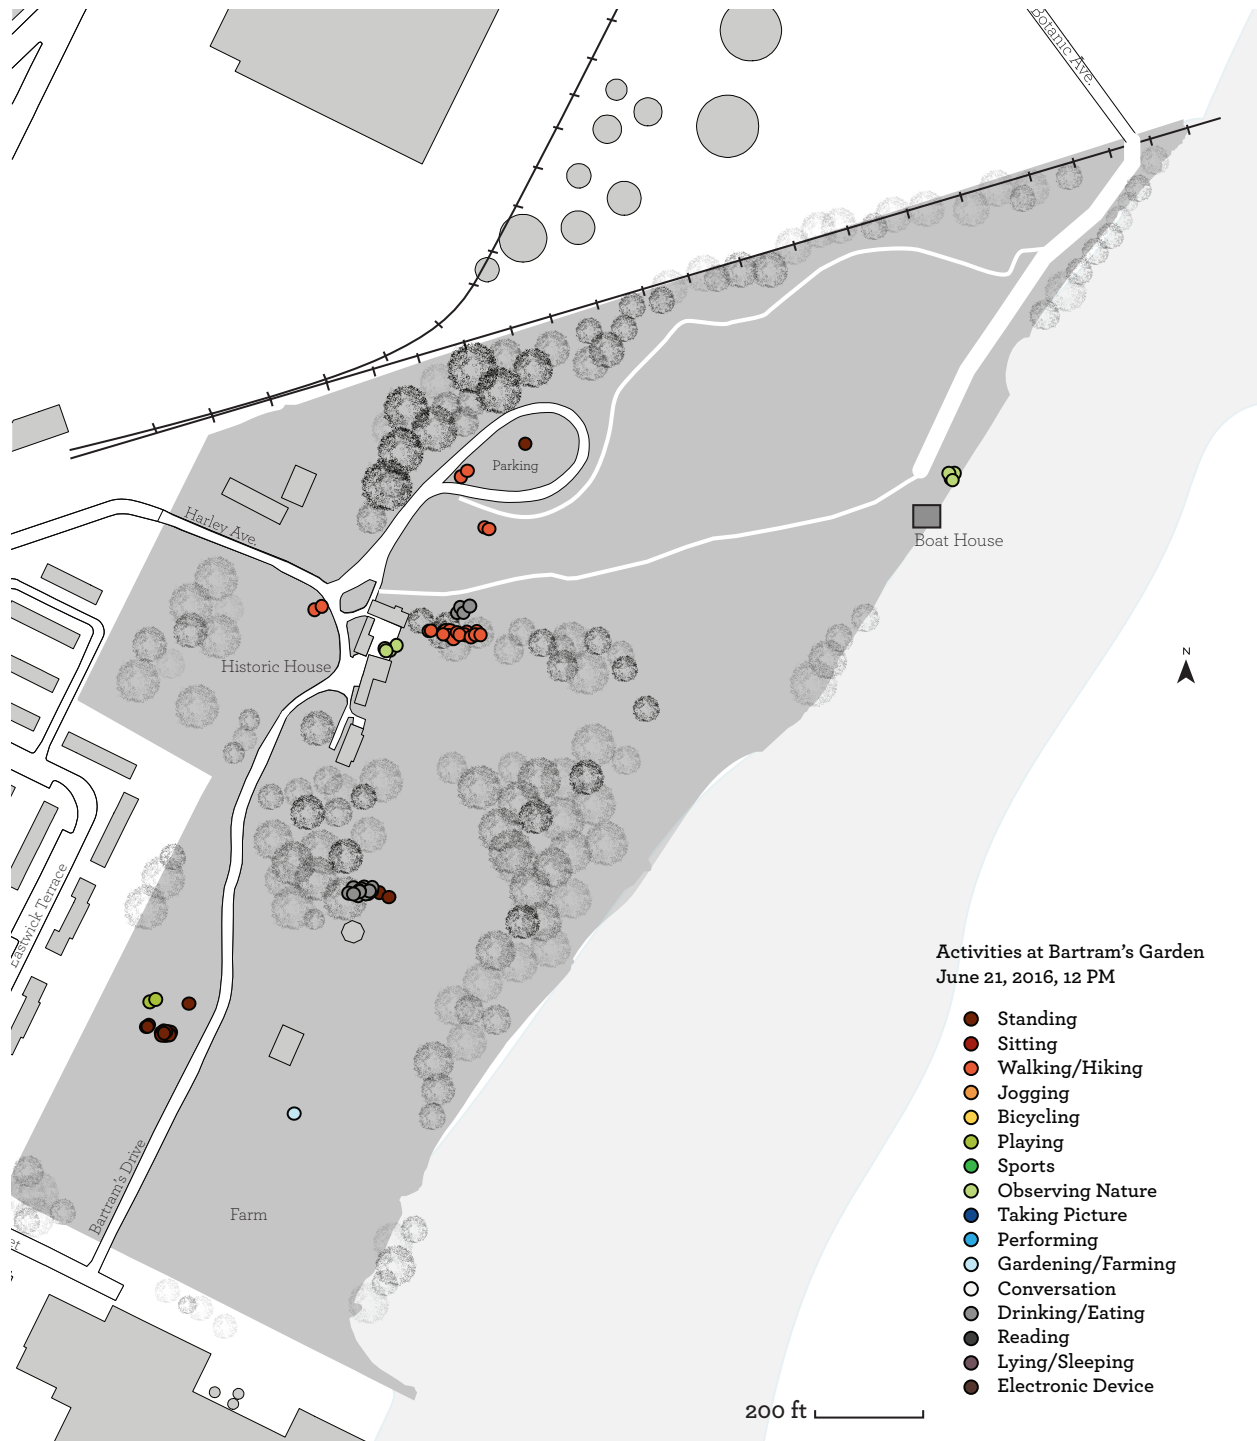 Botanic Ave.
Parking
Harley Ave.
Boat House
N
Historic House
Eastwick Terrace
Activities at Bartram's Garden
June 21, 2016, 12 PM
Standing
Sitting
Walking/Hiking
Jogging
Bicycling
Playing
Sports
Observing Nature
Taking Picture
Performing
Gardening/Farming
Conversation
Drinking/Eating
Reading
Lying/Sleeping
Electronic Device
Bartram's Drive
Farm
200 ft